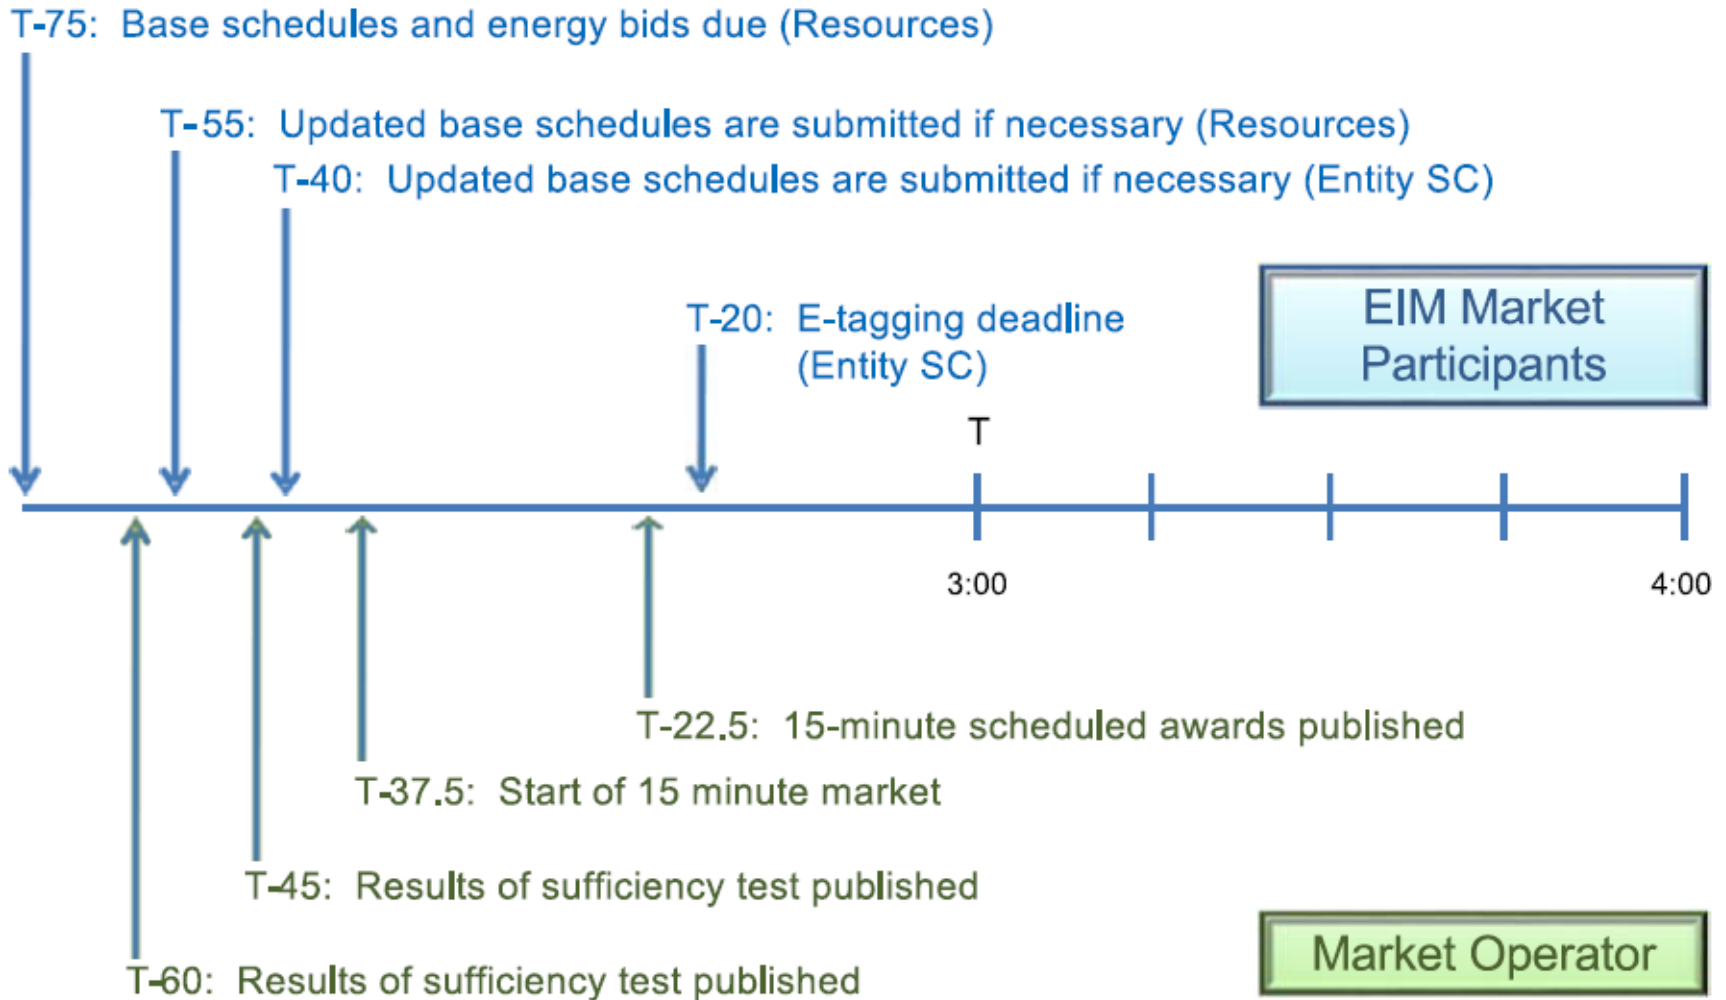 T-75: Base schedules and energy bids due (Resources)
T-55: Updated base schedules are submitted if necessary (Resources)
T-40: Updated base schedules are submitted if necessary (Entity SC)
EIM Market
Participants
T-20: E-tagging deadline
(Entity SC)
T
3:00
4:00
T-22.5: 15-minute scheduled awards published
T-37.5: Start of 15 minute market
T-45: Results of sufficiency test published
Market Operator
T-60: Results of sufficiency test published